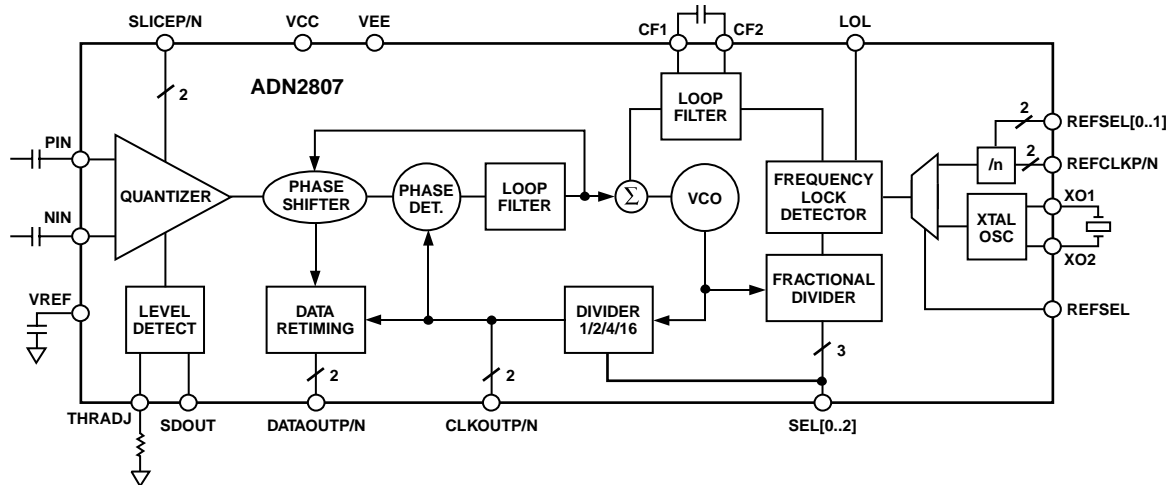 SLICEP/N
VCC
VEE
CF1
CF2
LOL
ADN2807
2
LOOP
FILTER
2
REFSEL[0..1]
PIN
/n
2
REFCLKP/N
QUANTIZER
PHASE
SHIFTER
PHASE
DET.
LOOP
FILTER
Σ
VCO
FREQUENCY
LOCK
DETECTOR
XTAL
OSC
XO1
NIN
XO2
VREF
LEVEL
DETECT
DATA
RETIMING
DIVIDER
1/2/4/16
FRACTIONAL
DIVIDER
REFSEL
2
2
3
THRADJ
SDOUT
DATAOUTP/N
CLKOUTP/N
SEL[0..2]